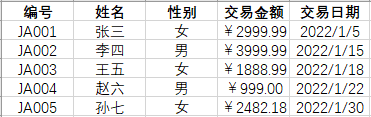 编号 姓名 性别 交易金额 交易日期
JA001 张三 女 ￥2999.99 2022/1/5
JA002 李四 男 ￥3999.99 2022/1/15
JA003 王五 女 ￥1888.99 2022/1/18
JA004 赵六 男 ￥999.00 2022/1/22
JA005 孙七 女 ￥2482.18 2022/1/30